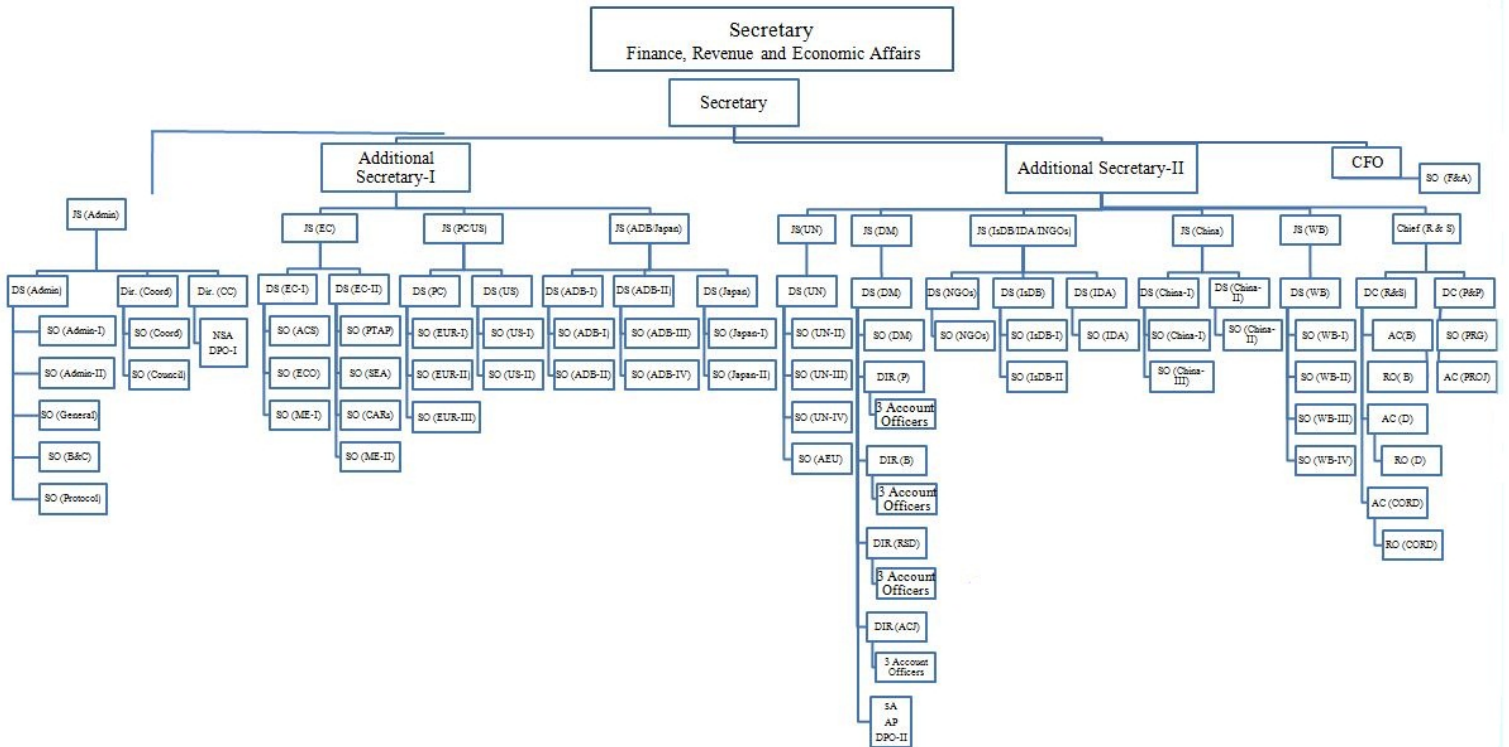 Secretary
Finance, Revenue and Economic Affairs
Secretary
Additional
Secretary-I
Additional Secretary-II
CFO
SO (F&A)
JS (Admin)
JS (EC)
JS (PC/US)
JS (ADB/Japan)
JS(UN)
JS (DM)
JS (IsDB/IDA/INGOs)
JS (China)
JS (WB)
Chief (R & S)
DS (Admin)
SO (Admin-I)
SO (Admin-II)
SO (General)
SO (B&C)
SO (Protocol)
Dir. (Coord)
SO (Coord)
SO (Council)
Dir. (CC)
NSA
DPO-I
DS (EC-I)
SO (ACS)
SO (ECO)
SO (ME-I)
DS (EC-II)
SO (PTAP)
SO (SEA)
SO (CARs)
SO (ME-II)
DS (PC)
SO (EUR-I)
SO (EUR-II)
SO (EUR-III)
DS (US)
SO (US-I)
SO (US-II)
DS (ADB-I)
SO (ADB-I)
SO (ADB-II)
DS (ADB-II)
SO (ADB-III)
SO (ADB-IV)
DS (Japan)
SO (Japan-I)
SO (Japan-II)
DS (UN)
SO (UN-II)
SO (UN-III)
SO (UN-IV)
SO (AEU)
DS (DM)
SO (DM)
DIR (P)
3 Account
Officers
DIR (B)
3 Account
Officers
DIR (RSD)
3 Account
Officers
DIR (ACJ)
3 Account
Officers
SA
AP
DPO-II
DS (NGOs)
SO (NGOs)
DS (IsDB)
SO (IsDB-I)
SO (IsDB-II
DS (IDA)
SO (IDA)
DS (China-I)
SO (China-I)
SO (China-
III)
DS (China-
II)
SO (China-
II)
DS (WB)
SO (WB-I)
SO (WB-II)
SO (WB-III)
SO (WB-IV)
DC (R&S)
AC(B)
RO( B)
AC (D)
RO (D)
AC (CORD)
RO (CORD)
DC (P&P)
SO (PRG)
AC (PROJ)